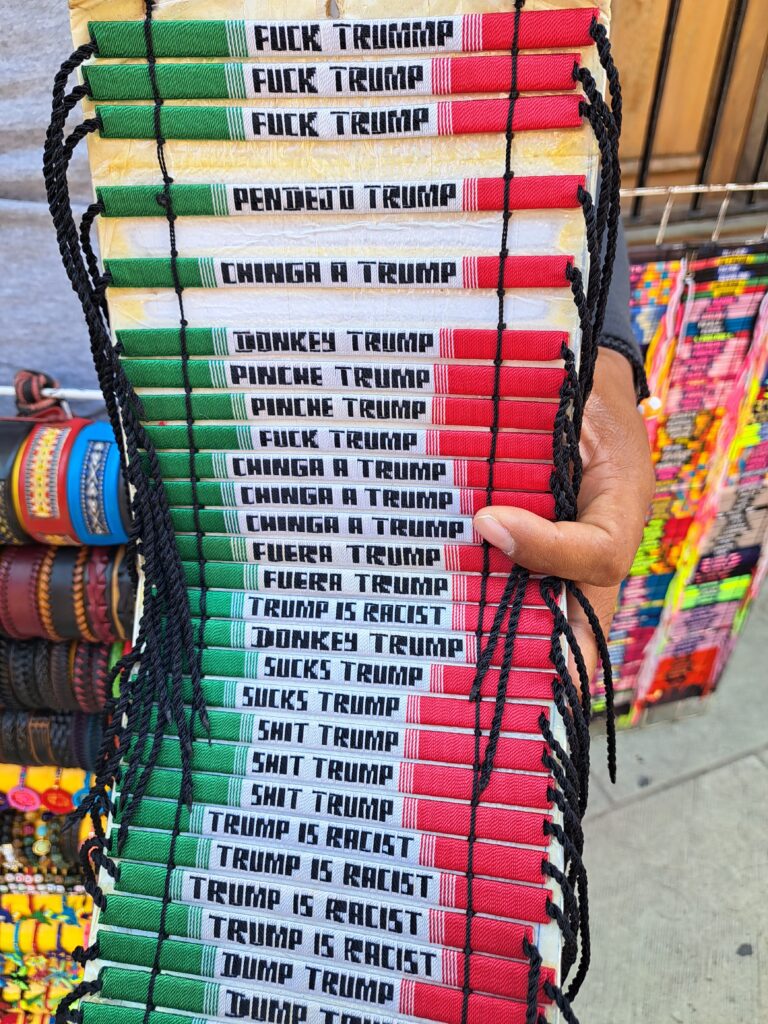 FUCK TRUMMP
FUCK TRUMP
FUCK TRUMP
PENDEJO TRUMP
CHINGA A TRUMP
DONKEY TRUMP
PINCHE TRUMP
PINCHE TRUMP
FUCK TRUMP
CHINGA A TRUMP
CHINGA A TRUMP
CHINGA A TRUMP
FUERA TRUMP
FUERA TRUMP
TRUMP IS RACIST
DONKEY TRUMP
SUCKS TRUMP
SUCKS TRUMP
SHIT TRUMP
SHIT TRUMP
SHIT TRUMP
TRUMP IS RACIST
TRUMP IS RACIST
TRUMP IS RACIST
TRUMP IS RACIST
DUMP TRUMP
DUMP TRUMP